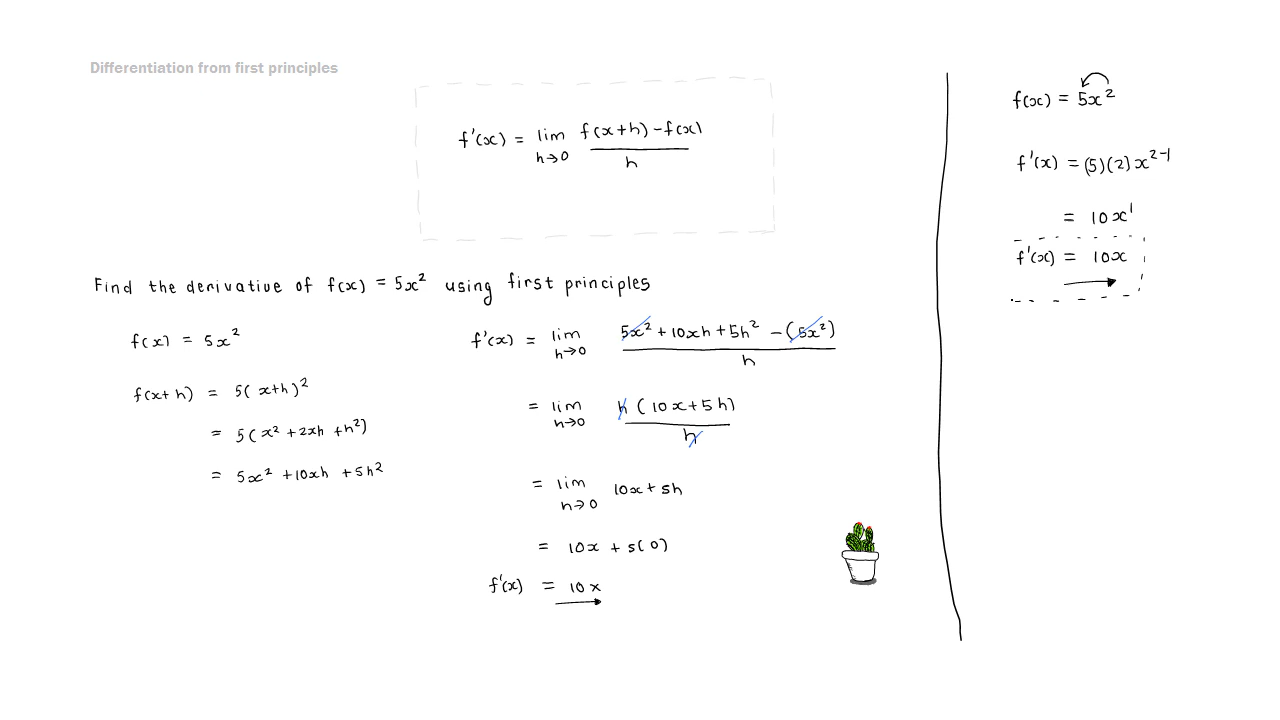 Differentiation from first principles
f'(x) = lim h→0 f(x+h) - f(x) / h
Find the derivative of f(x) = 5x² using first principles
f(x) = 5x²
f(x+h) = 5(x+h)²
= 5(x² + 2xh + h²)
= 5x² + 10xh + 5h²
f'(x) = lim h→0 5x² + 10xh + 5h² - (5x²) / h
= lim h→0 h(10x + 5h) / h
= lim h→0 10x + 5h
= 10x + 5(0)
f'(x) = 10x
f(x) = 5x²
f'(x) = (5)(2)x²⁻¹
= 10x¹
f'(x) = 10x